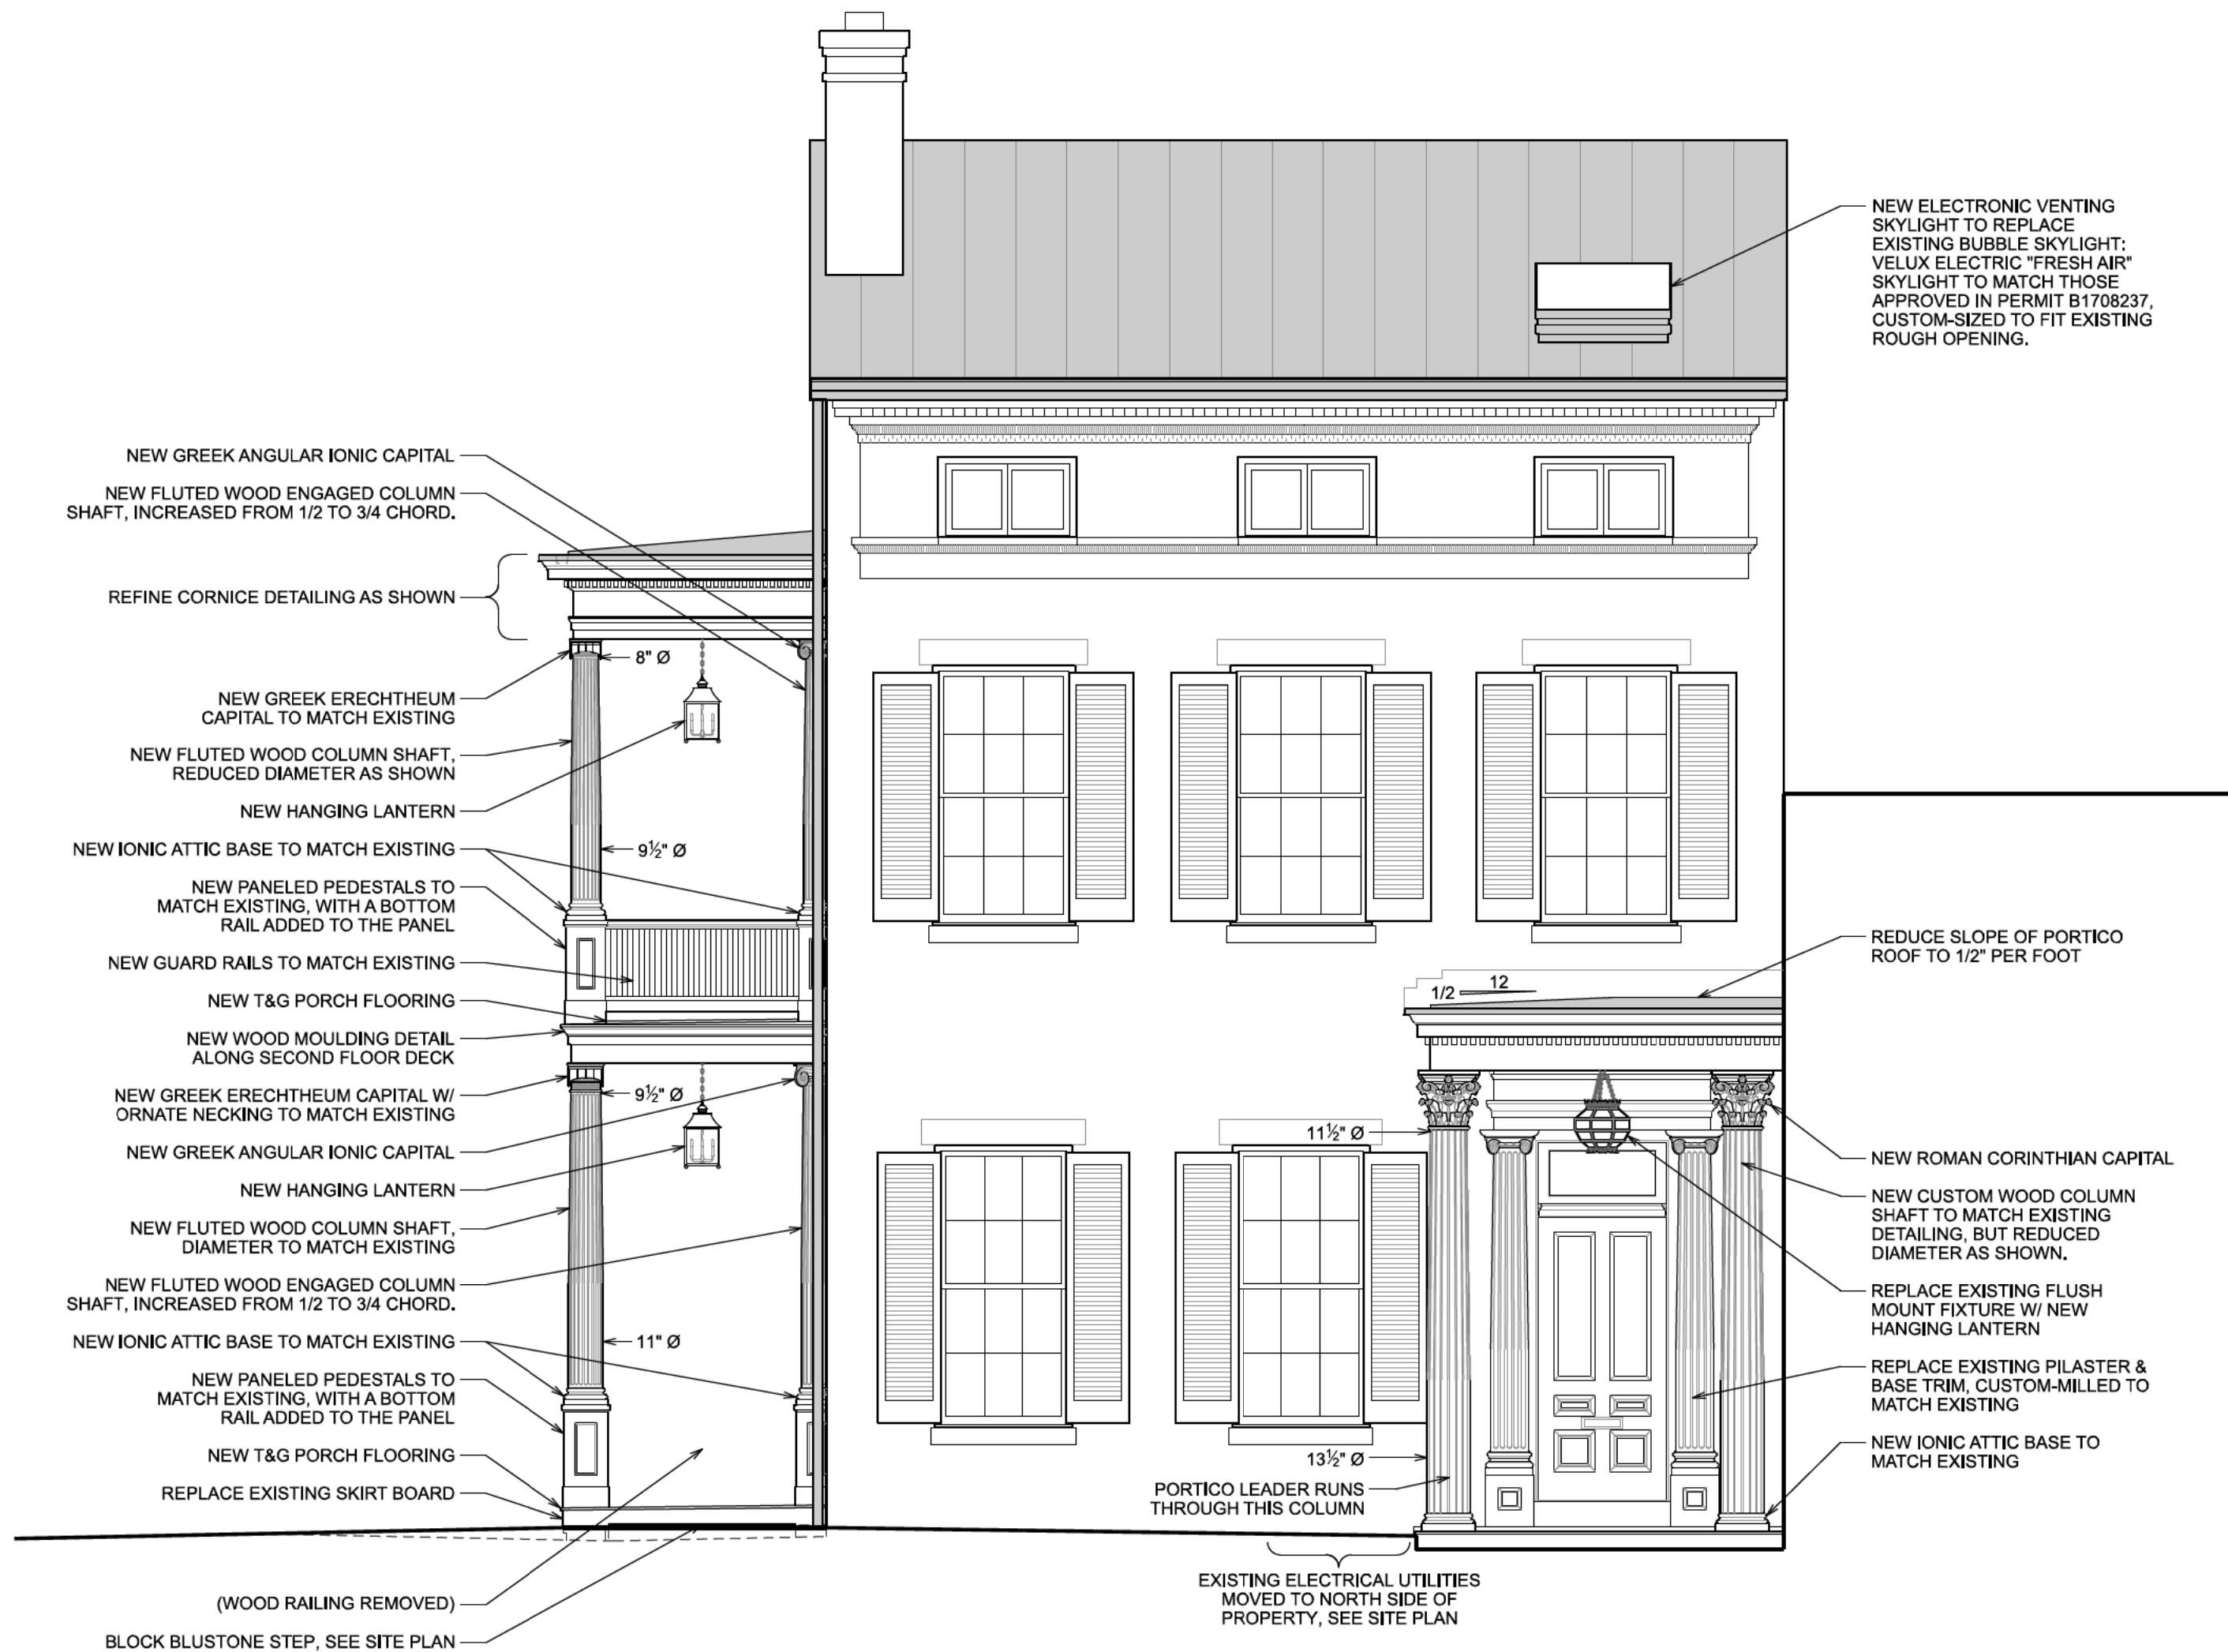 NEW GREEK ANGULAR IONIC CAPITAL
NEW FLUTED WOOD ENGAGED COLUMN
SHAFT, INCREASED FROM 1/2 TO 3/4 CHORD.
REFINE CORNICE DETAILING AS SHOWN
8" Ø
NEW GREEK ERECHTHEUM
CAPITAL TO MATCH EXISTING
NEW FLUTED WOOD COLUMN SHAFT,
REDUCED DIAMETER AS SHOWN
NEW HANGING LANTERN
NEW IONIC ATTIC BASE TO MATCH EXISTING
9½" Ø
NEW PANELED PEDESTALS TO
MATCH EXISTING, WITH A BOTTOM
RAIL ADDED TO THE PANEL
NEW GUARD RAILS TO MATCH EXISTING
NEW T&G PORCH FLOORING
NEW WOOD MOULDING DETAIL
ALONG SECOND FLOOR DECK
NEW GREEK ERECHTHEUM CAPITAL W/
ORNATE NECKING TO MATCH EXISTING
9½" Ø
NEW GREEK ANGULAR IONIC CAPITAL
NEW HANGING LANTERN
NEW FLUTED WOOD COLUMN SHAFT,
DIAMETER TO MATCH EXISTING
NEW FLUTED WOOD ENGAGED COLUMN
SHAFT, INCREASED FROM 1/2 TO 3/4 CHORD.
NEW IONIC ATTIC BASE TO MATCH EXISTING
11" Ø
NEW PANELED PEDESTALS TO
MATCH EXISTING, WITH A BOTTOM
RAIL ADDED TO THE PANEL
NEW T&G PORCH FLOORING
REPLACE EXISTING SKIRT BOARD
(WOOD RAILING REMOVED)
BLOCK BLUSTONE STEP, SEE SITE PLAN
1/2 12
11½" Ø
13½" Ø
PORTICO LEADER RUNS
THROUGH THIS COLUMN
EXISTING ELECTRICAL UTILITIES
MOVED TO NORTH SIDE OF
PROPERTY, SEE SITE PLAN
NEW ELECTRONIC VENTING
SKYLIGHT TO REPLACE
EXISTING BUBBLE SKYLIGHT:
VELUX ELECTRIC "FRESH AIR"
SKYLIGHT TO MATCH THOSE
APPROVED IN PERMIT B1708237,
CUSTOM-SIZED TO FIT EXISTING
ROUGH OPENING.
REDUCE SLOPE OF PORTICO
ROOF TO 1/2" PER FOOT
NEW ROMAN CORINTHIAN CAPITAL
NEW CUSTOM WOOD COLUMN
SHAFT TO MATCH EXISTING
DETAILING, BUT REDUCED
DIAMETER AS SHOWN.
REPLACE EXISTING FLUSH
MOUNT FIXTURE W/ NEW
HANGING LANTERN
REPLACE EXISTING PILASTER &
BASE TRIM, CUSTOM-MILLED TO
MATCH EXISTING
NEW IONIC ATTIC BASE TO
MATCH EXISTING